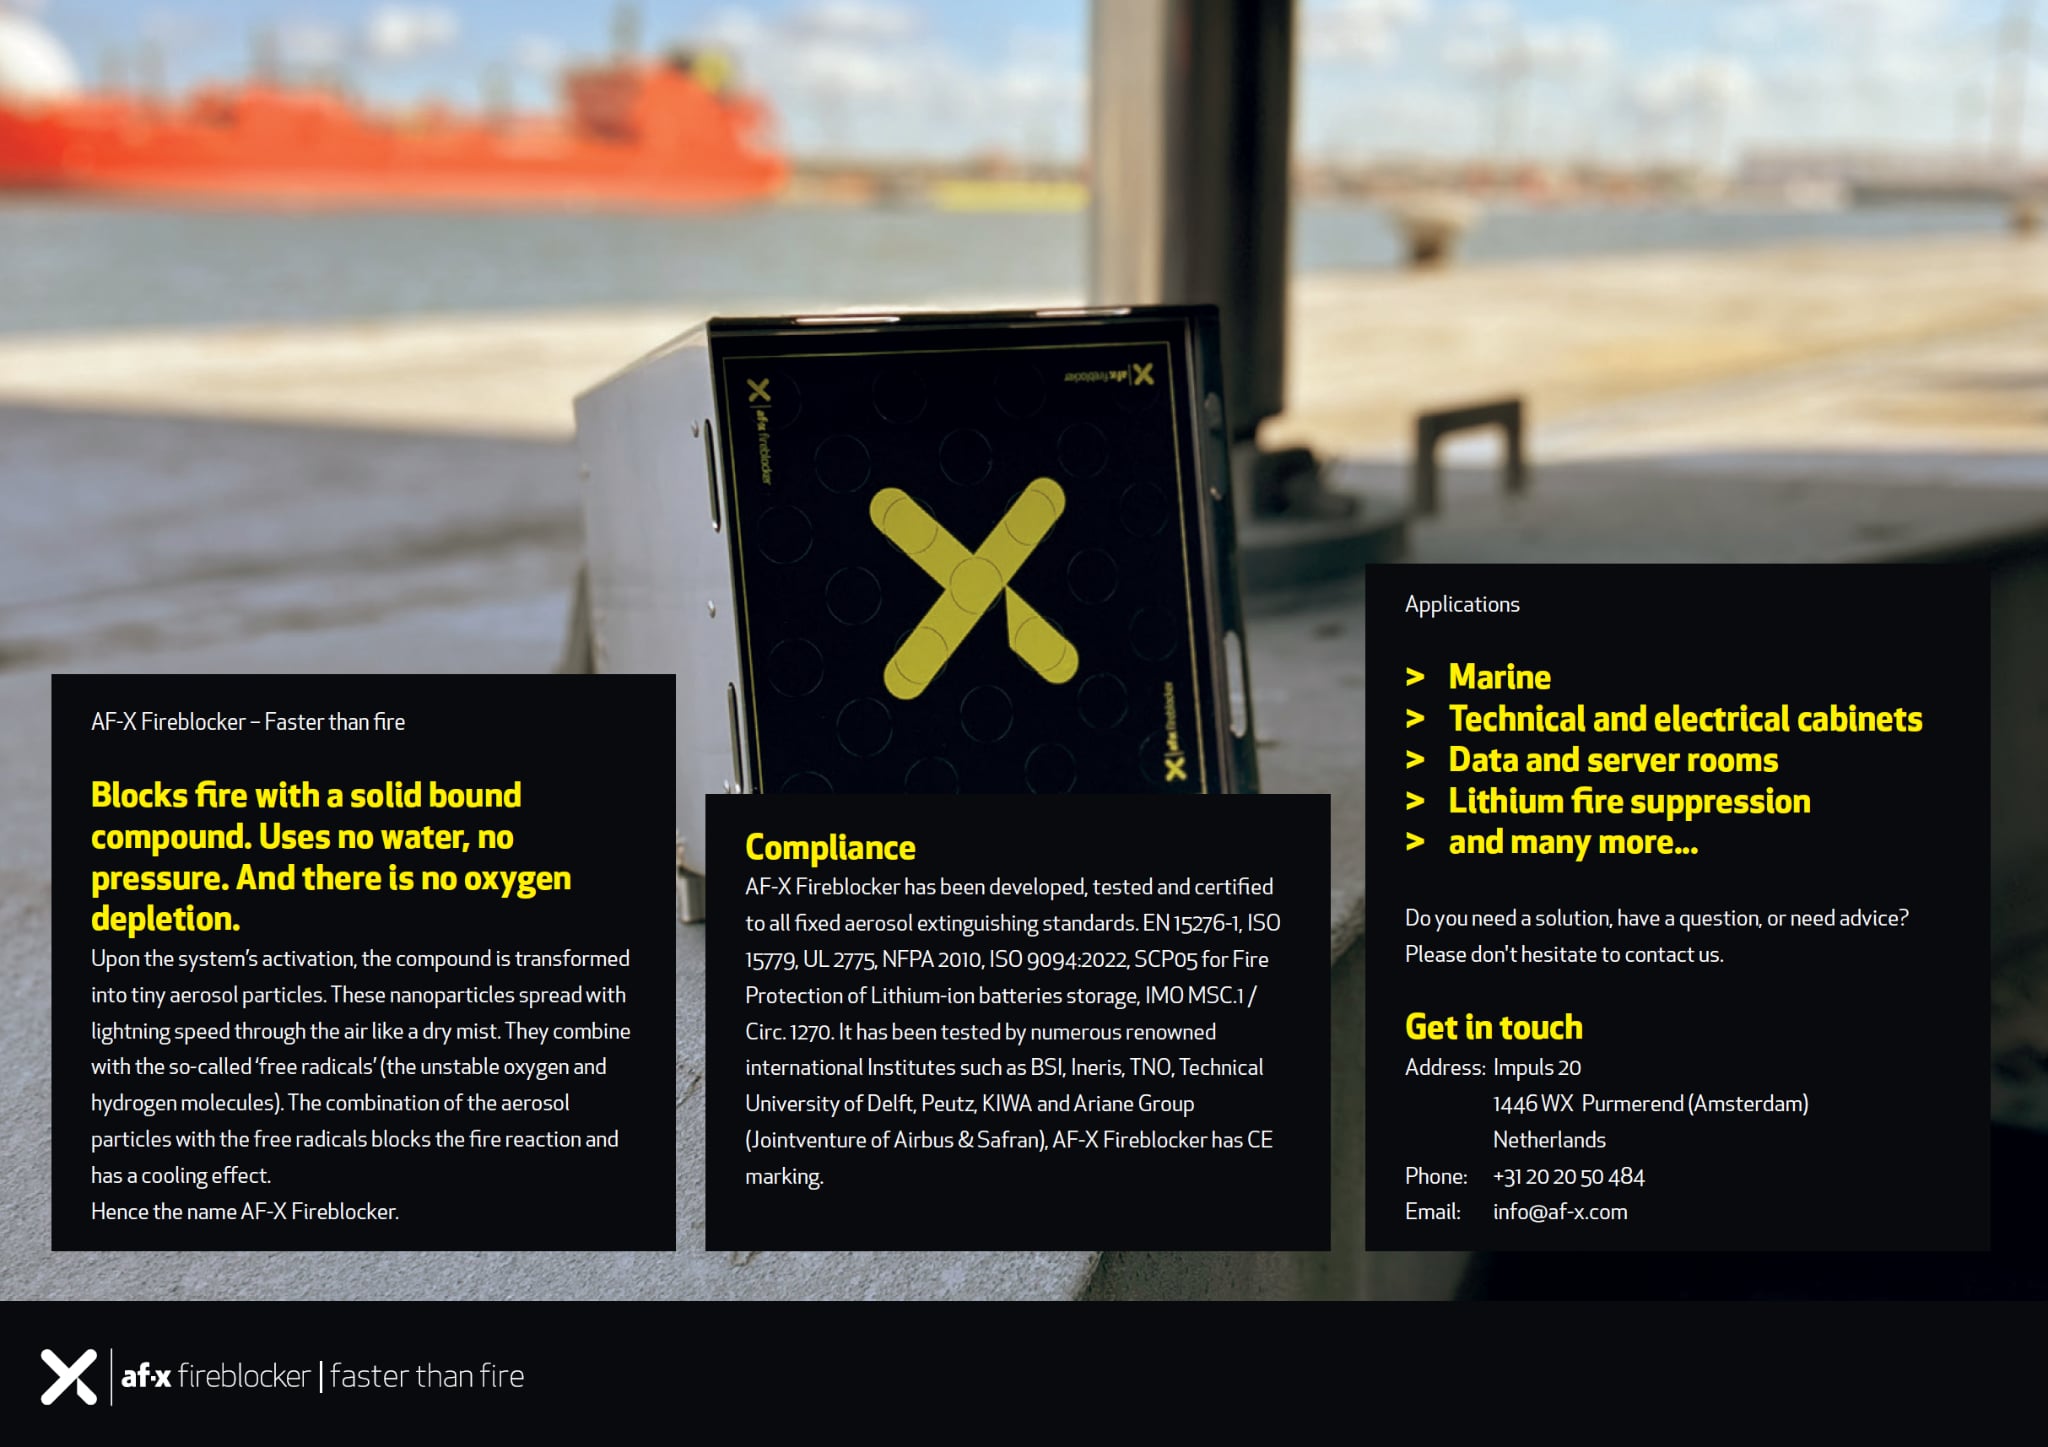 af-x fireblocker
af-x fireblocker
af-x fireblocker
AF-X Fireblocker – Faster than fire
Blocks fire with a solid bound
compound. Uses no water, no
pressure. And there is no oxygen
depletion.
Upon the system’s activation, the compound is transformed
into tiny aerosol particles. These nanoparticles spread with
lightning speed through the air like a dry mist. They combine
with the so-called ‘free radicals’ (the unstable oxygen and
hydrogen molecules). The combination of the aerosol
particles with the free radicals blocks the fire reaction and
has a cooling effect.
Hence the name AF-X Fireblocker.
Compliance
AF-X Fireblocker has been developed, tested and certified
to all fixed aerosol extinguishing standards. EN 15276-1, ISO
15779, UL 2775, NFPA 2010, ISO 9094:2022, SCP05 for Fire
Protection of Lithium-ion batteries storage, IMO MSC.1 /
Circ. 1270. It has been tested by numerous renowned
international Institutes such as BSI, Ineris, TNO, Technical
University of Delft, Peutz, KIWA and Ariane Group
(Jointventure of Airbus & Safran), AF-X Fireblocker has CE
marking.
Applications
> Marine
> Technical and electrical cabinets
> Data and server rooms
> Lithium fire suppression
> and many more...
Do you need a solution, have a question, or need advice?
Please don't hesitate to contact us.
Get in touch
Address: Impuls 20
1446 WX Purmerend (Amsterdam)
Netherlands
Phone: +31 20 20 50 484
Email: info@af-x.com
af-x fireblocker | faster than fire